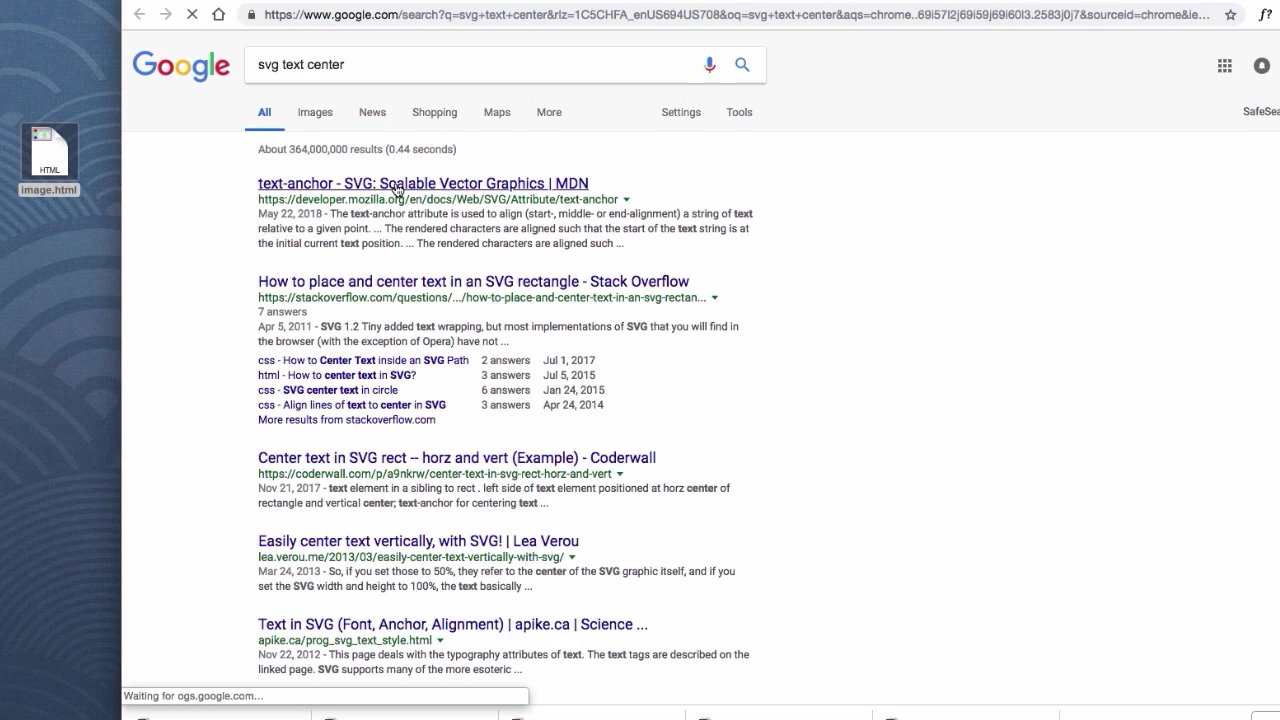 https://www.google.com/search?q=svg+text+center&rlz=1C5CHFA_enUS694US708&oq=svg+text+center&aqs=chrome..69i57l2j69i59j69i60l3.2583j0j7&sourceid=chrome&ie...
f?
Google
svg text center
All Images News Shopping Maps More Settings Tools
SafeSea
About 364,000,000 results (0.44 seconds)
HTML
image.html
text-anchor - SVG: Scalable Vector Graphics | MDN
https://developer.mozilla.org/en/docs/Web/SVG/Attribute/text-anchor
May 22, 2018 - The text-anchor attribute is used to align (start-, middle- or end-alignment) a string of text
relative to a given point. ... The rendered characters are aligned such that the start of the text string is at
the initial current text position. ... The rendered characters are aligned such ...
How to place and center text in an SVG rectangle - Stack Overflow
https://stackoverflow.com/questions/.../how-to-place-and-center-text-in-an-svg-rectan...
7 answers
Apr 5, 2011 - SVG 1.2 Tiny added text wrapping, but most implementations of SVG that you will find in
the browser (with the exception of Opera) have not ...
css - How to Center Text inside an SVG Path 2 answers Jul 1, 2017
html - How to center text in SVG? 3 answers Jul 5, 2015
css - SVG center text in circle 6 answers Jan 24, 2015
css - Align lines of text to center in SVG 3 answers Apr 24, 2014
More results from stackoverflow.com
Center text in SVG rect -- horz and vert (Example) - Coderwall
https://coderwall.com/p/a9nkrw/center-text-in-svg-rect-horz-and-vert
Nov 21, 2017 - text element in a sibling to rect . left side of text element positioned at horz center of
rectangle and vertical center; text-anchor for centering text ...
Easily center text vertically, with SVG! | Lea Verou
lea.verou.me/2013/03/easily-center-text-vertically-with-svg/
Mar 24, 2013 - So, if you set those to 50%, they refer to the center of the SVG graphic itself, and if you
set the SVG width and height to 100%, the text basically ...
Text in SVG (Font, Anchor, Alignment) | apike.ca | Science ...
apike.ca/prog_svg_text_style.html
Nov 22, 2012 - This page deals with the typography attributes of text. The text tags are described on the
linked page. SVG supports many of the more esoteric ...
Waiting for ogs.google.com...